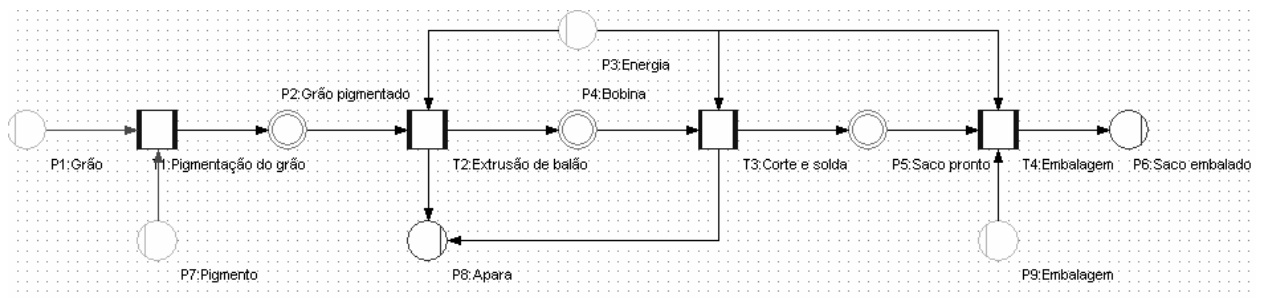 P3:Energia
P2:Grão pigmentado
P4:Bobina
P1:Grão
T1:Pigmentação do grão
T2:Extrusão de balão
T3:Corte e solda
P5:Saco pronto
T4:Embalagem
P6:Saco embalado
P7:Pigmento
P8:Apara
P9:Embalagem